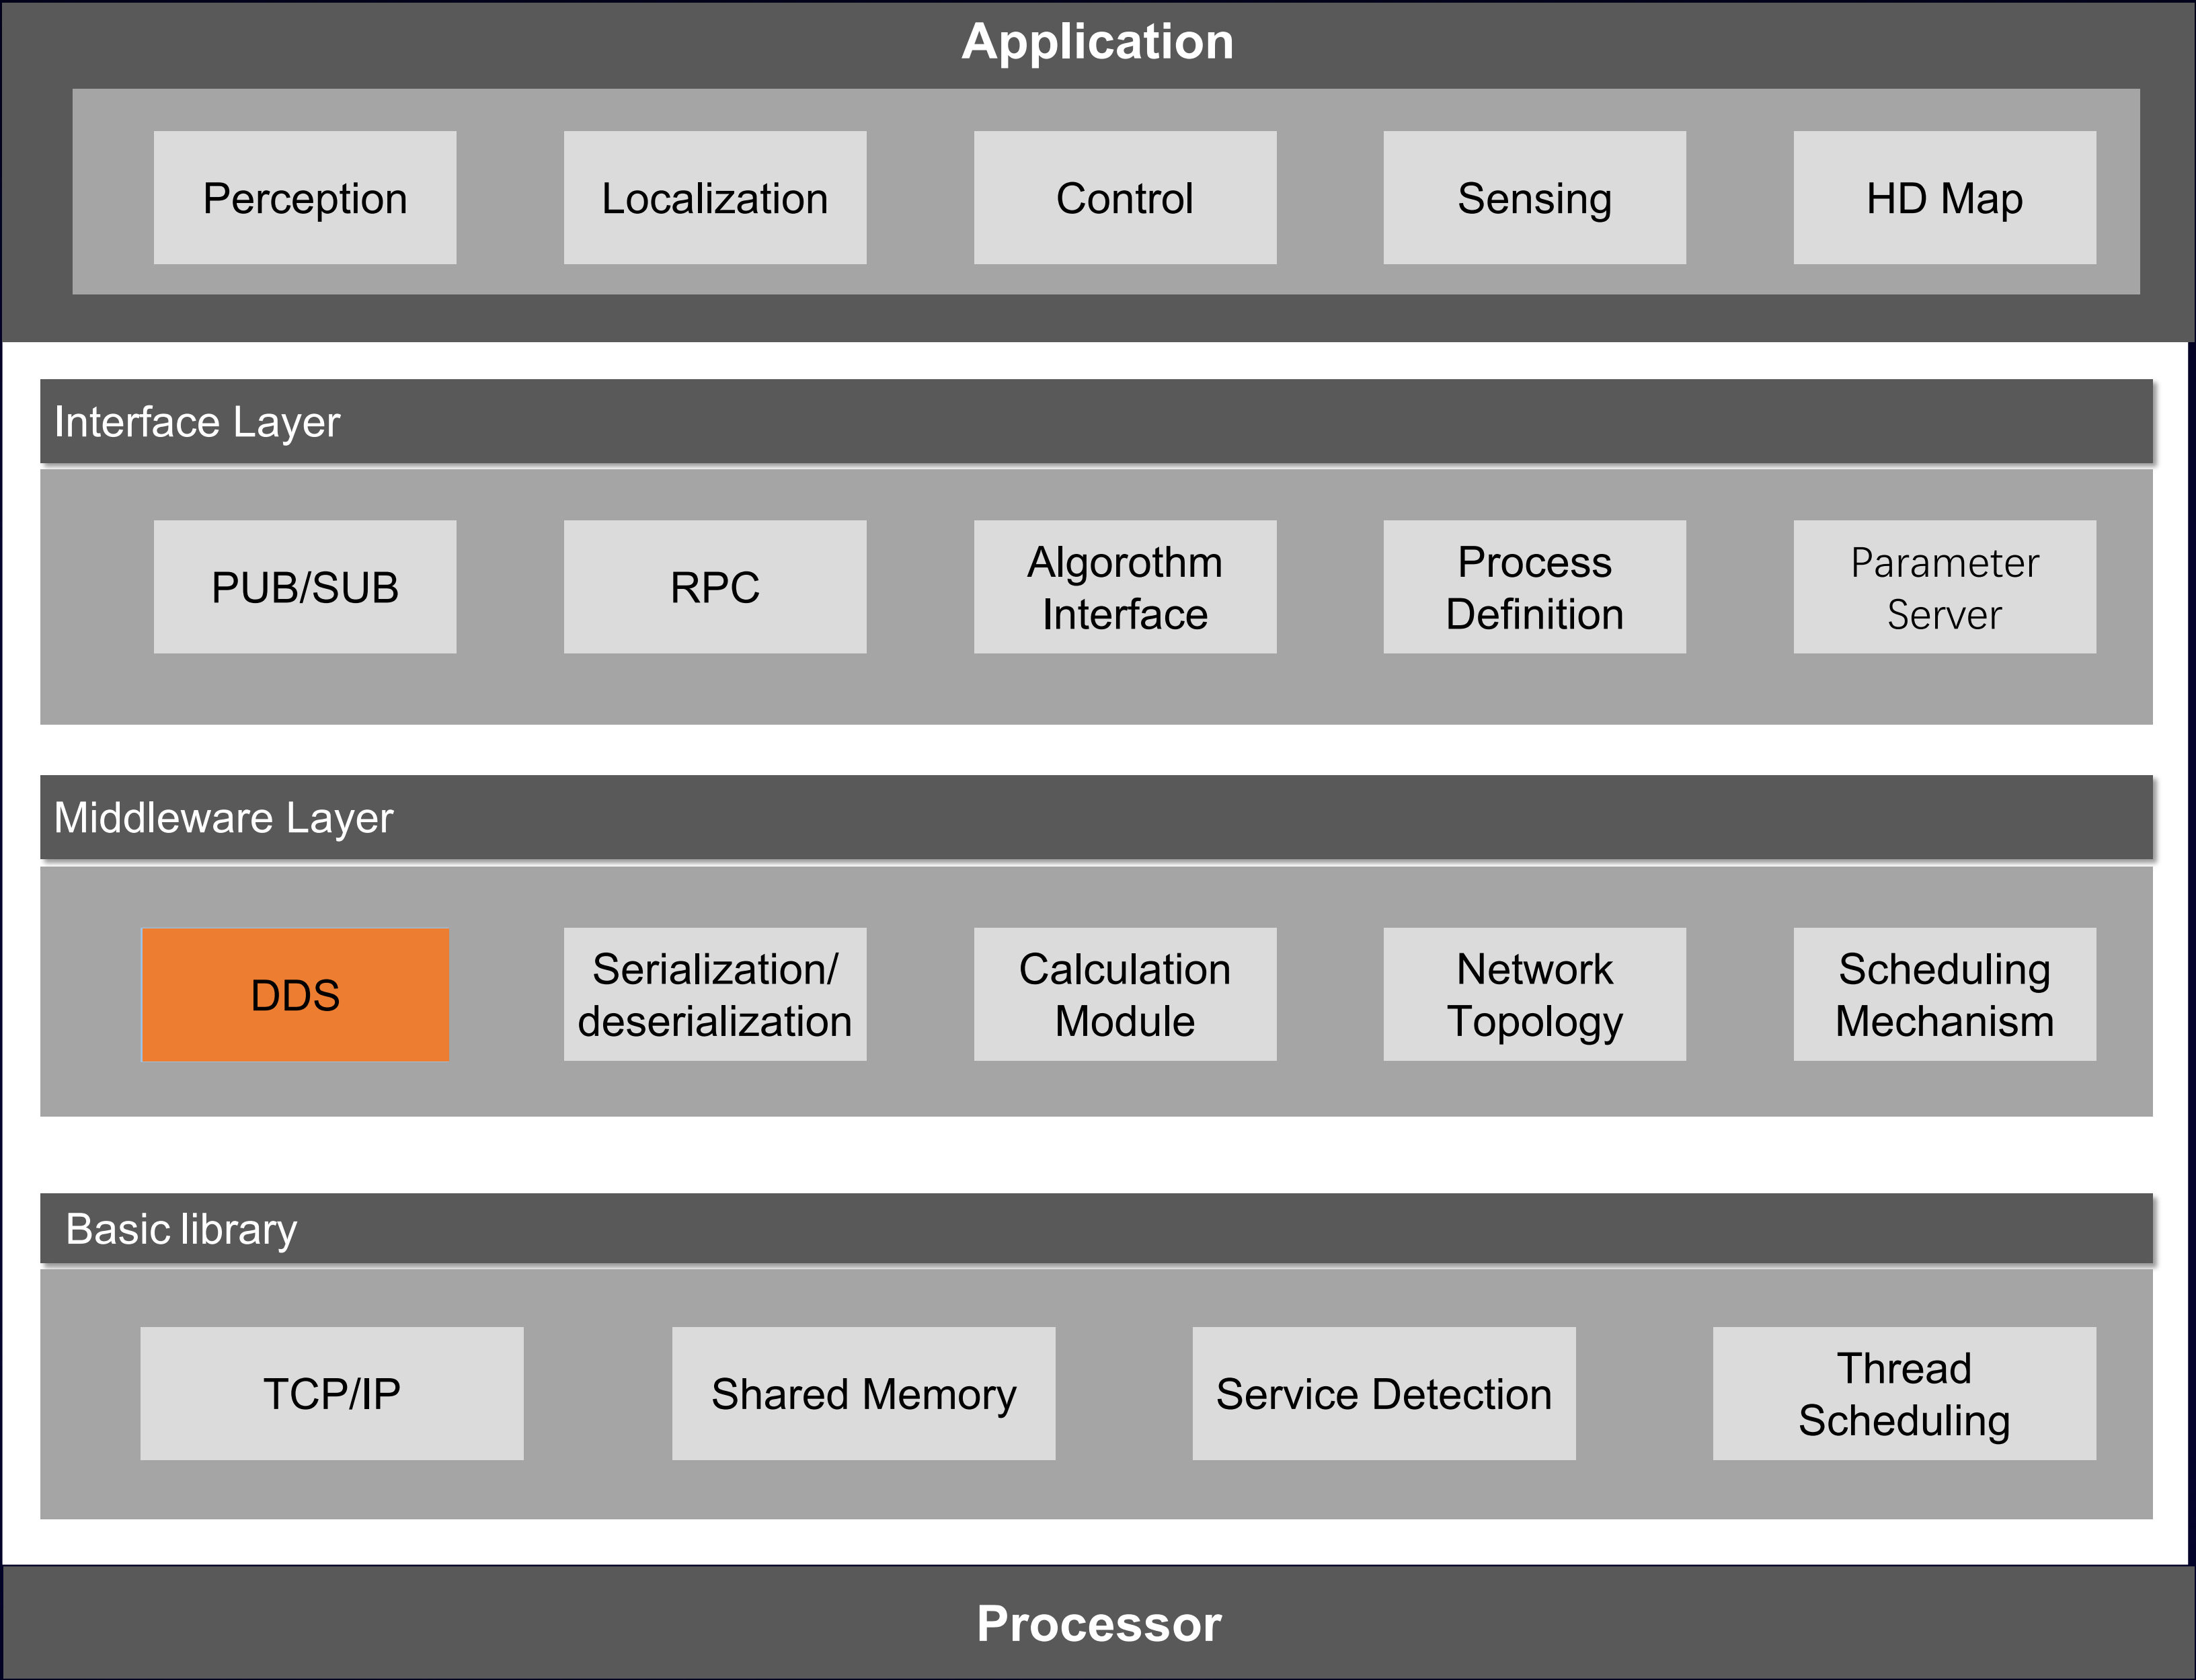 Application
Perception
Localization
Control
Sensing
HD Map
Interface Layer
PUB/SUB
RPC
Algorothm
Interface
Process
Definition
Parameter
Server
Middleware Layer
DDS
Serialization/
deserialization
Calculation
Module
Network
Topology
Scheduling
Mechanism
Basic library
TCP/IP
Shared Memory
Service Detection
Thread
Scheduling
Processor